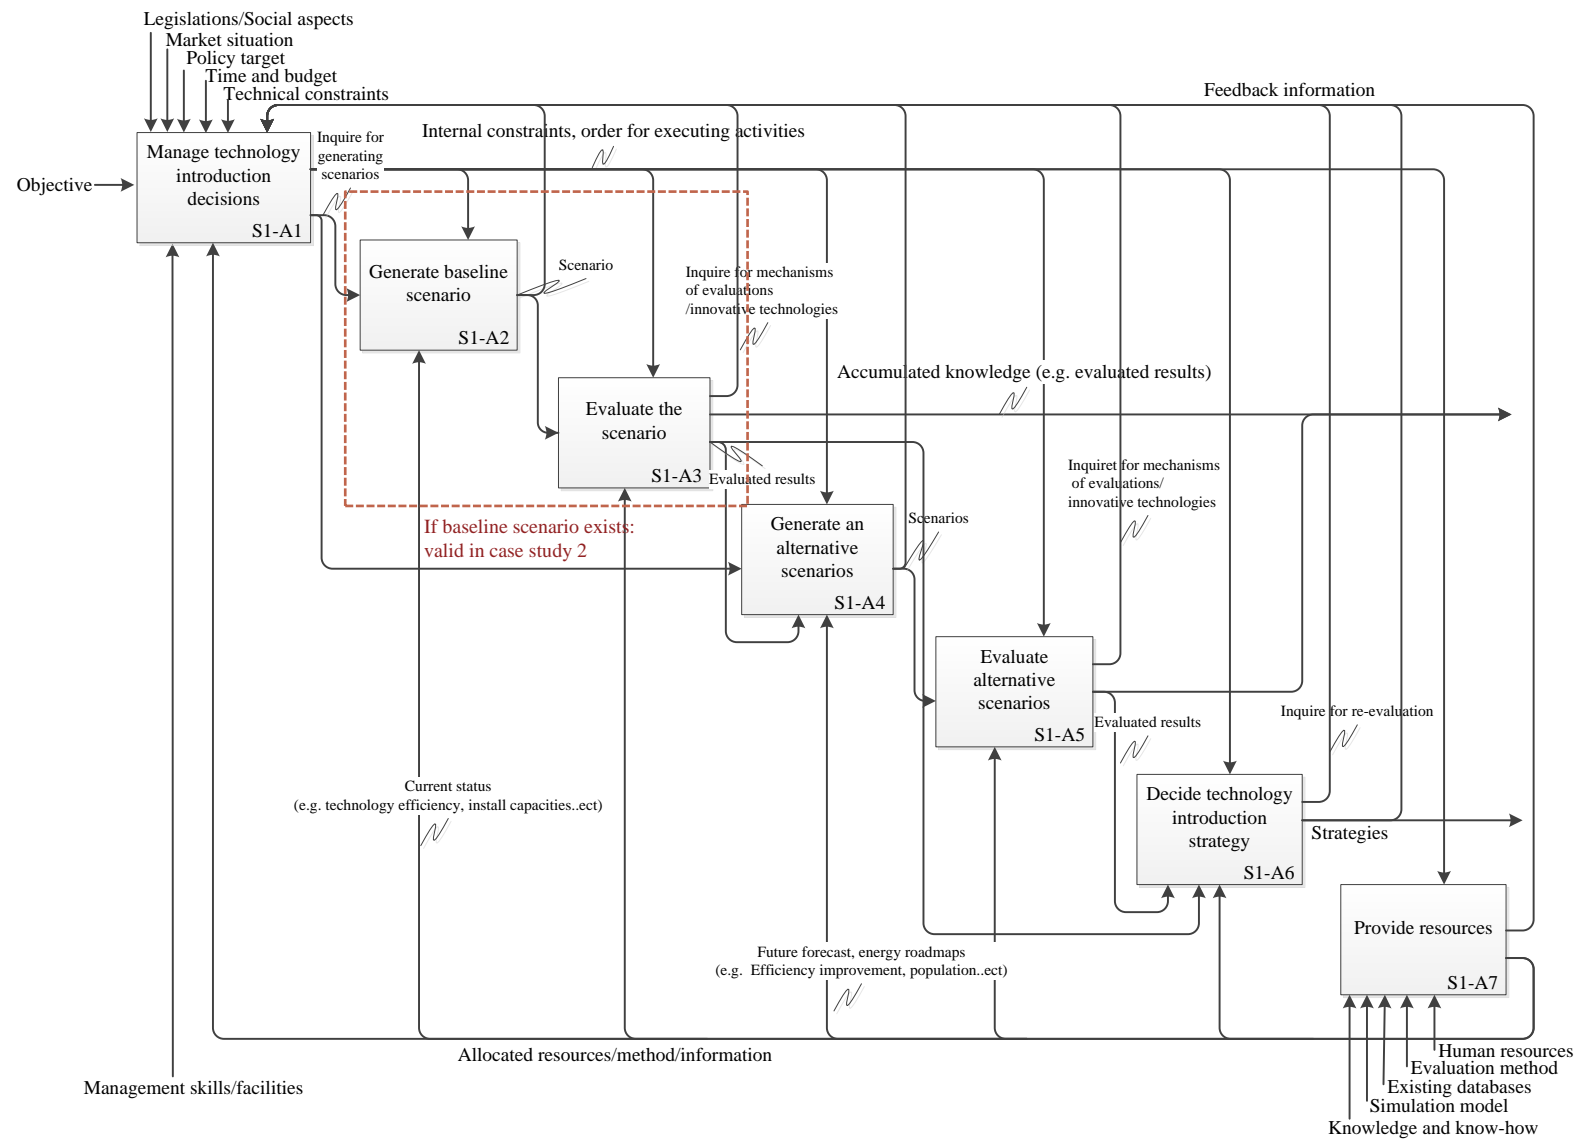 Legislations/Social aspects
Market situation
Policy target
Time and budget
Technical constraints
Feedback information
Internal constraints, order for executing activities
Inquire for
generating
scenarios
Manage technology
introduction
decisions
S1-A1
Objective
Generate baseline
scenario
S1-A2
Scenario
Inquire for mechanisms
of evaluations
/innovative technologies
Accumulated knowledge (e.g. evaluated results)
Evaluate the
scenario
S1-A3
Evaluated results
Inquiret for mechanisms
of evaluations/
innovative technologies
If baseline scenario exists:
valid in case study 2
Generate an
alternative
scenarios
S1-A4
Scenarios
Evaluate
alternative
scenarios
S1-A5
Evaluated results
Inquire for re-evaluation
Current status
(e.g. technology efficiency, install capacities..ect)
Decide technology
introduction
strategy
S1-A6
Strategies
Provide resources
S1-A7
Future forecast, energy roadmaps
(e.g. Efficiency improvement, population..ect)
Allocated resources/method/information
Management skills/facilities
Human resources
Evaluation method
Existing databases
Simulation model
Knowledge and know-how